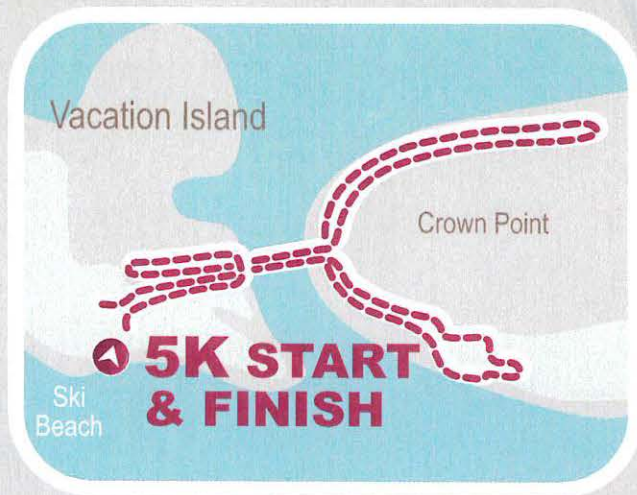 Vacation Island
Crown Point
5K START
& FINISH
Ski
Beach